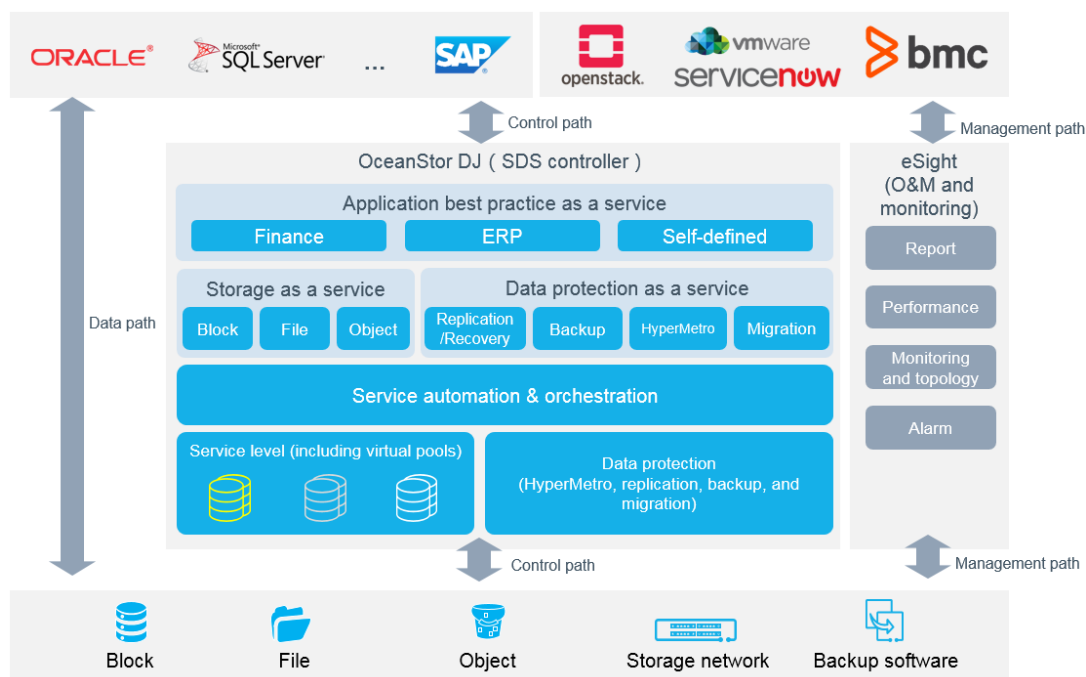 ORACLE®
Microsoft®
SQL Server®
...
SAP®
openstack.
vmware
servicenow
bmc
Control path
Management path
OceanStor DJ ( SDS controller )
eSight
(O&M and
monitoring)
Application best practice as a service
Finance
ERP
Self-defined
Report
Storage as a service
Data protection as a service
Block
File
Object
Replication
/Recovery
Backup
HyperMetro
Migration
Performance
Data path
Monitoring
and topology
Service automation & orchestration
Alarm
Service level (including virtual pools)
Data protection
(HyperMetro, replication, backup, and
migration)
Control path
Management path
Block
File
Object
Storage network
Backup software